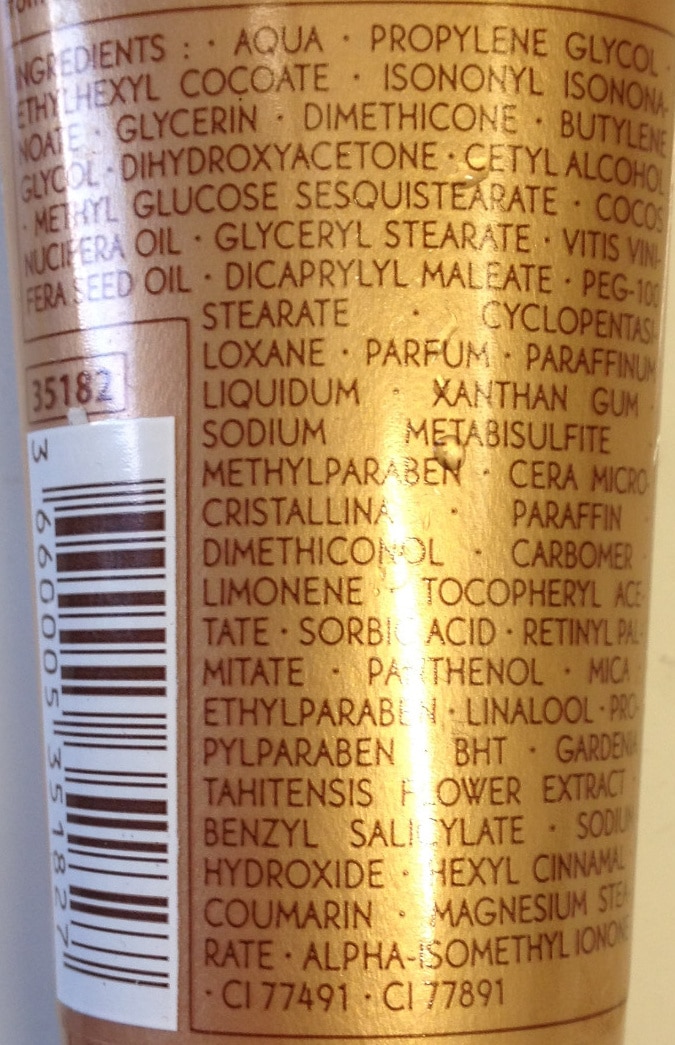 INGREDIENTS : · AQUA · PROPYLENE GLYCOL ·
ETHYLHEXYL COCOATE · ISONONYL ISONONA-
NOATE · GLYCERIN · DIMETHICONE · BUTYLENE
GLYCOL · DIHYDROXYACETONE · CETYL ALCOHOL
· METHYL GLUCOSE SESQUISTEARATE · COCOS
NUCIFERA OIL · GLYCERYL STEARATE · VITIS VINI-
FERA SEED OIL · DICAPRYLYL MALEATE · PEG-100
STEARATE · CYCLOPENTASI-
LOXANE · PARFUM · PARAFFINUM
LIQUIDUM · XANTHAN GUM ·
SODIUM METABISULFITE ·
METHYLPARABEN · CERA MICRO-
CRISTALLINA · PARAFFIN ·
DIMETHICONOL · CARBOMER ·
LIMONENE · TOCOPHERYL ACE-
TATE · SORBIC ACID · RETINYL PAL-
MITATE · PANTHENOL · MICA ·
ETHYLPARABEN · LINALOOL · PRO-
PYLPARABEN · BHT · GARDENIA
TAHITENSIS FLOWER EXTRACT ·
BENZYL SALICYLATE · SODIUM
HYDROXIDE · HEXYL CINNAMAL ·
COUMARIN · MAGNESIUM STEA-
RATE · ALPHA-ISOMETHYL IONONE
· CI 77491 · CI 77891
35182
3 660005 351827